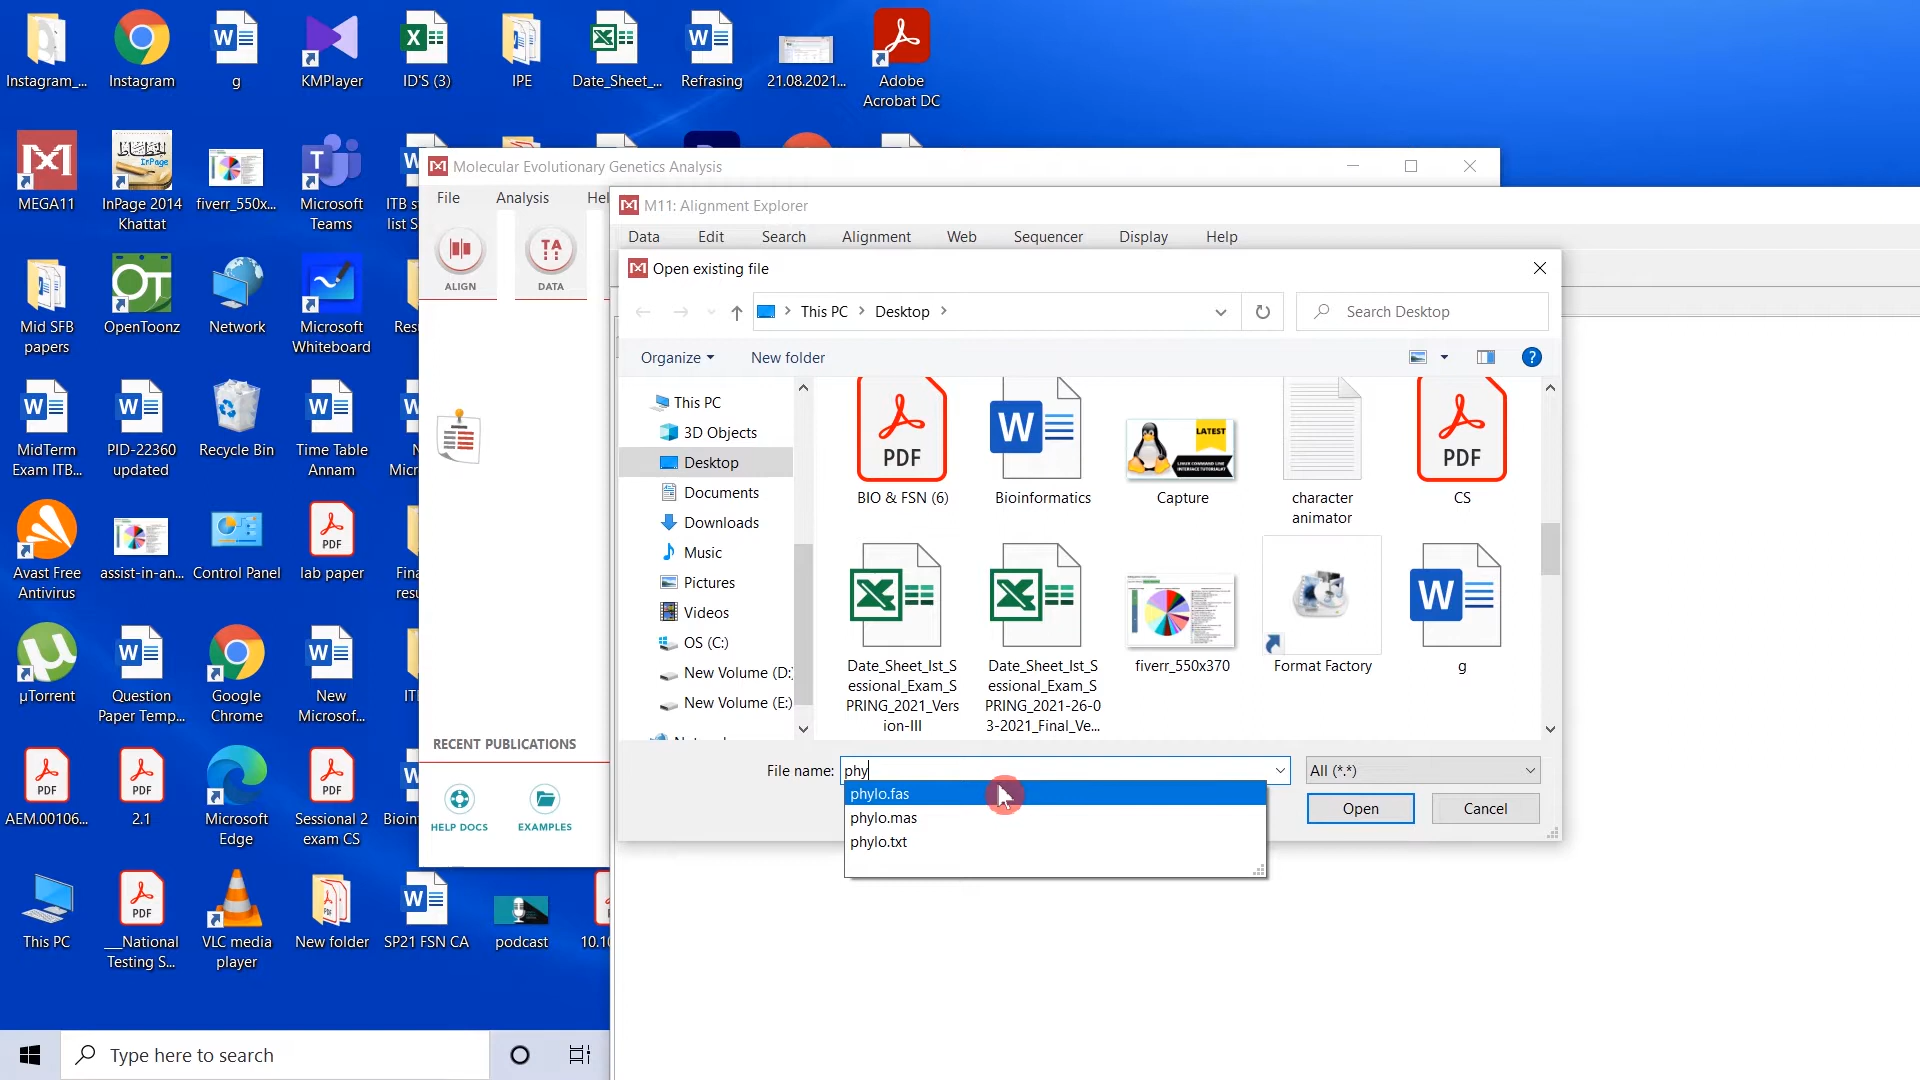 Instagram_...
Instagram
g
KMPlayer
ID'S (3)
IPE
Date_Sheet_...
Refrasing
21.08.2021...
Adobe
Acrobat DC
MEGA11
InPage 2014
Khattat
fiverr_550x...
Microsoft
Teams
ITB s
list S
Mid SFB
papers
OpenToonz
Network
Microsoft
Whiteboard
Res
MidTerm
Exam ITB...
PID-22360
updated
Recycle Bin
Time Table
Annam
N
Micr
Avast Free
Antivirus
assist-in-an...
Control Panel
lab paper
Fina
resu
µTorrent
Question
Paper Temp...
Google
Chrome
New
Microsof...
ITI
AEM.00106...
2.1
Microsoft
Edge
Sessional 2
exam CS
Bioin
This PC
___National
Testing S...
VLC media
player
New folder
SP21 FSN CA
podcast
10.10
Molecular Evolutionary Genetics Analysis
File
Analysis
Hel
ALIGN
DATA
RECENT PUBLICATIONS
HELP DOCS
EXAMPLES
M11: Alignment Explorer
Data
Edit
Search
Alignment
Web
Sequencer
Display
Help
Open existing file
This PC
Desktop
Search Desktop
Organize
New folder
This PC
3D Objects
Desktop
Documents
Downloads
Music
Pictures
Videos
OS (C:)
New Volume (D:)
New Volume (E:)
PDF
BIO & FSN (6)
Bioinformatics
LATEST
LINUX COMMAND LINE
INTERFACE TUTORIAL#1
Capture
character
animator
PDF
CS
Date_Sheet_Ist_S
essional_Exam_S
PRING_2021_Vers
ion-III
Date_Sheet_Ist_S
essional_Exam_S
PRING_2021-26-0
3-2021_Final_Ve...
fiverr_550x370
Format Factory
g
File name:
phy
All (*.*)
phylo.fas
phylo.mas
phylo.txt
Open
Cancel
Type here to search